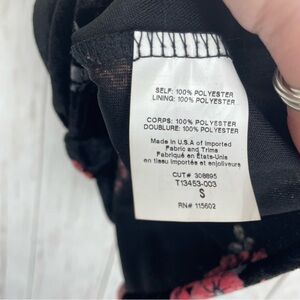 SELF: 100% POLYESTER
LINING: 100% POLYESTER
CORPS: 100% POLYESTER
DOUBLURE: 100% POLYESTER
Made in U.S.A of Imported
Fabric and Trims
Fabriqué en États-Unis
en tissu importés et enjoliveurs
CUT# 308895
T13453-003
S
RN# 115602